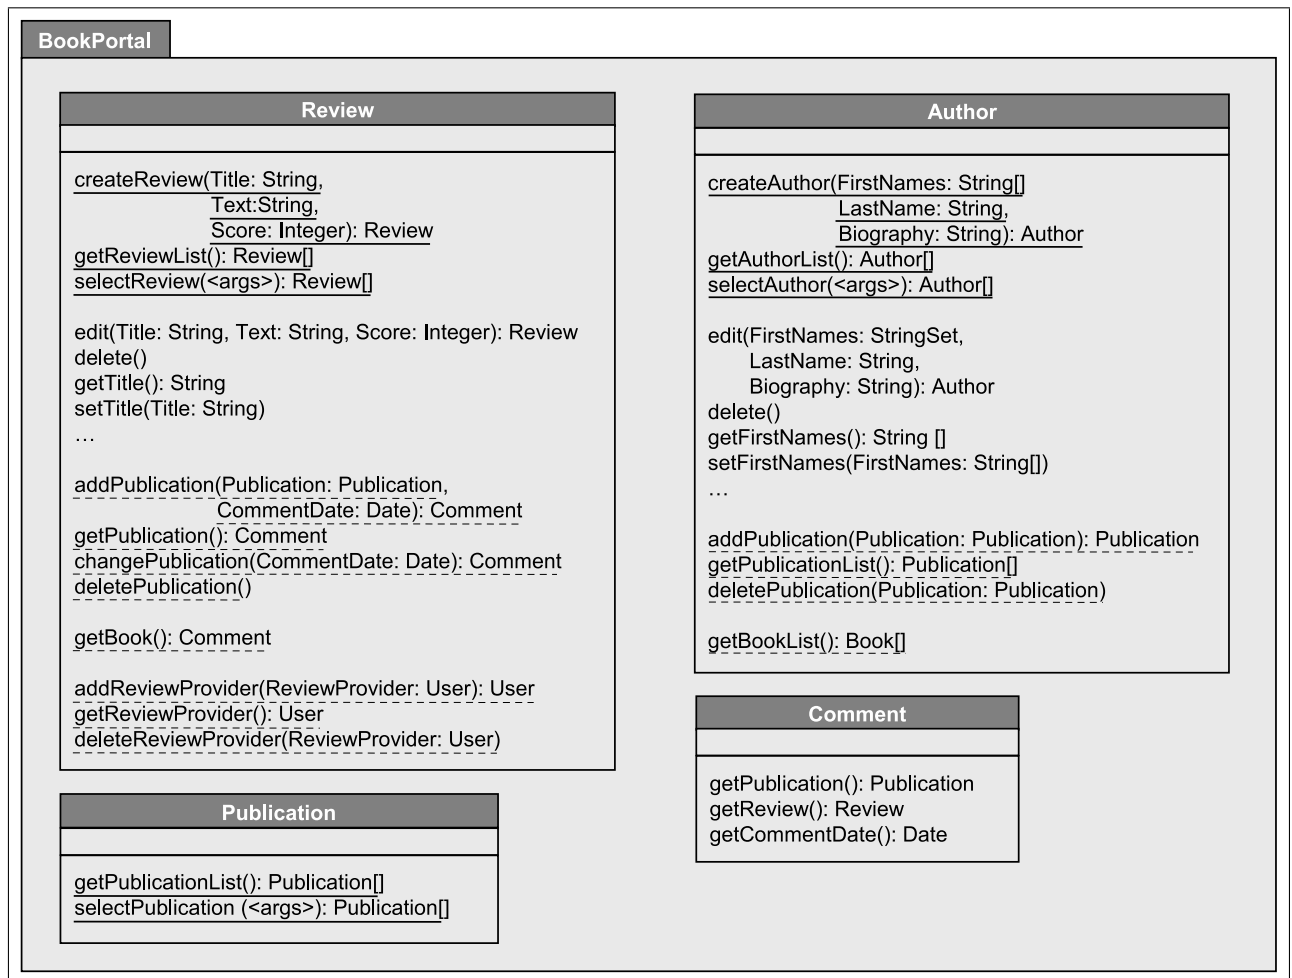 BookPortal
Review
createReview(Title: String,
Text:String,
Score: Integer): Review
getReviewList(): Review[]
selectReview(<args>): Review[]
edit(Title: String, Text: String, Score: Integer): Review
delete()
getTitle(): String
setTitle(Title: String)
…
addPublication(Publication: Publication,
CommentDate: Date): Comment
getPublication(): Comment
changePublication(CommentDate: Date): Comment
deletePublication()
getBook(): Comment
addReviewProvider(ReviewProvider: User): User
getReviewProvider(): User
deleteReviewProvider(ReviewProvider: User)
Author
createAuthor(FirstNames: String[]
LastName: String,
Biography: String): Author
getAuthorList(): Author[]
selectAuthor(<args>): Author[]
edit(FirstNames: StringSet,
LastName: String,
Biography: String): Author
delete()
getFirstNames(): String []
setFirstNames(FirstNames: String[])
…
addPublication(Publication: Publication): Publication
getPublicationList(): Publication[]
deletePublication(Publication: Publication)
getBookList(): Book[]
Comment
getPublication(): Publication
getReview(): Review
getCommentDate(): Date
Publication
getPublicationList(): Publication[]
selectPublication (<args>): Publication[]